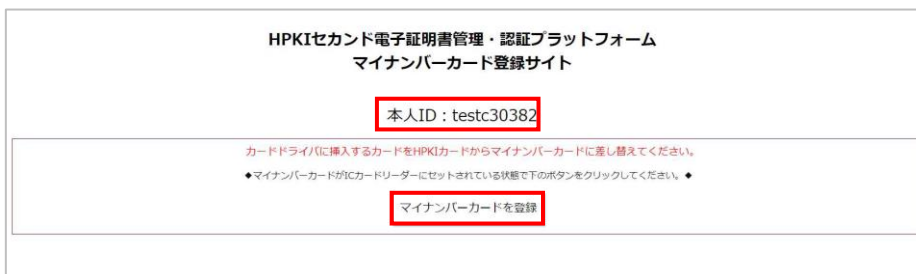 HPKIセカンド電子証明書管理・認証プラットフォーム
マイナンバーカード登録サイト
本人ID：testc30382
カードドライバに挿入するカードをHPKIカードからマイナンバーカードに差し替えてください。
◆マイナンバーカードがICカードリーダーにセットされている状態で下のボタンをクリックしてください。◆
マイナンバーカードを登録